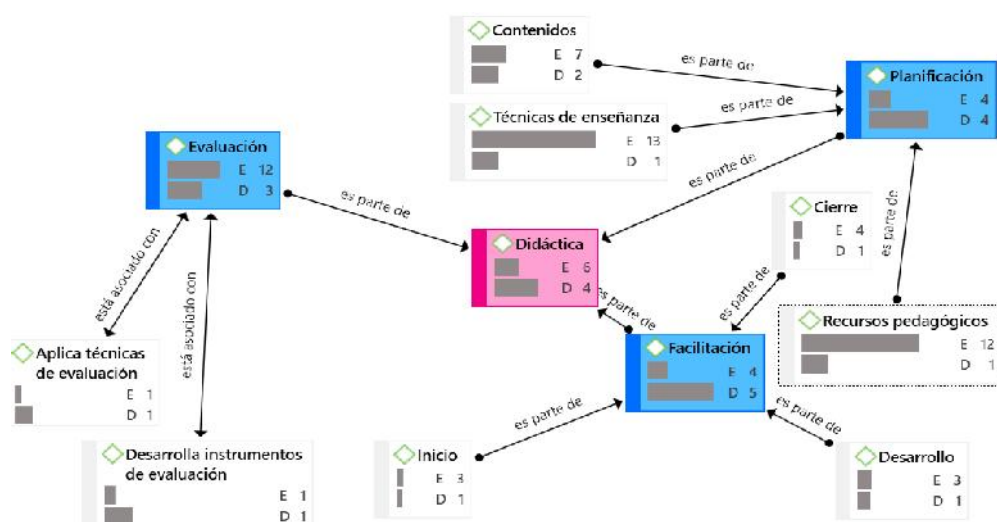 Contenidos
E 7
D 2
es parte de
Planificación
E 4
D 4
Técnicas de enseñanza
E 13
D 1
es parte de
Evaluación
E 12
D 3
es parte de
es parte de
Cierre
E 4
D 1
es parte de
Didáctica
E 6
D 4
está asociado con
está asociado con
es parte de
es parte de
Recursos pedagógicos
E 12
D 1
Facilitación
E 4
D 5
Aplica técnicas
de evaluación
E 1
D 1
es parte de
es parte de
Desarrolla instrumentos
de evaluación
E 1
D 1
Inicio
E 3
D 1
Desarrollo
E 3
D 1